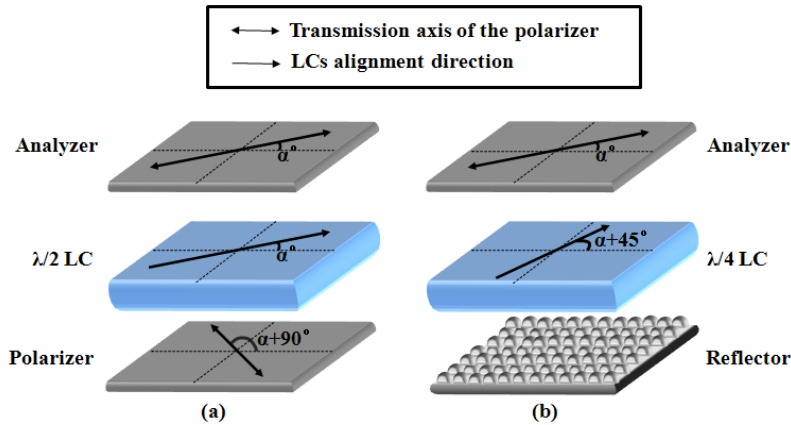 Transmission axis of the polarizer
LCs alignment direction
Analyzer
α°
α°
Analyzer
λ/2 LC
α°
α+45°
λ/4 LC
Polarizer
α+90°
Reflector
(a)
(b)